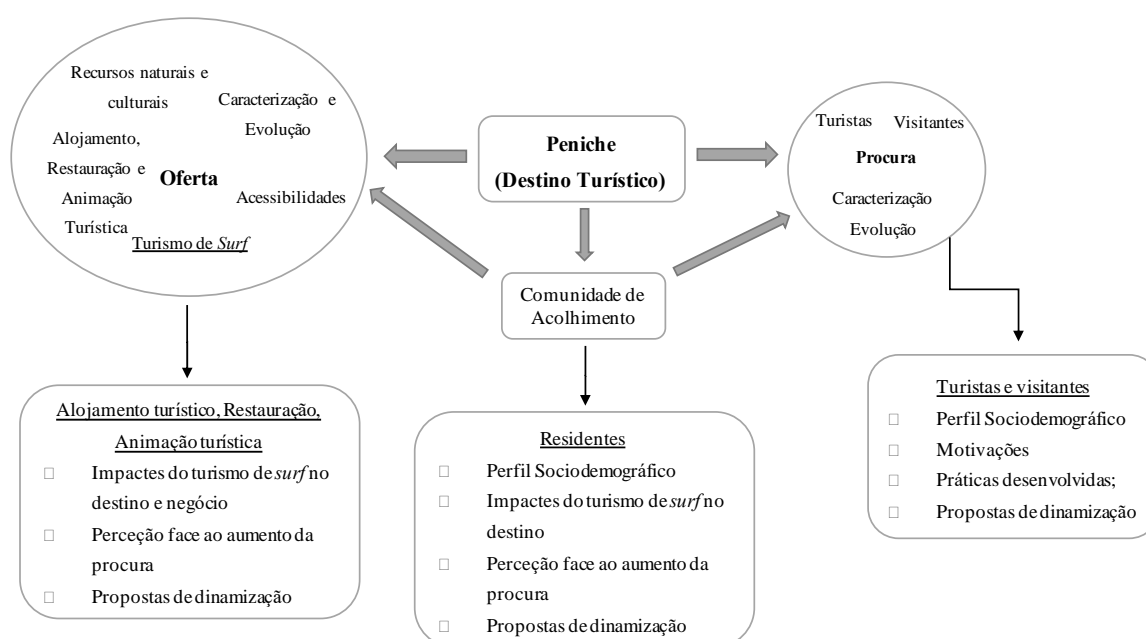 Recursos naturais e
culturais
Caracterização e
Evolução
Alojamento,
Restauração e
Animação
Turística
Oferta
Acessibilidades
Turismo de Surf
Peniche
(Destino Turístico)
Turistas
Visitantes
Procura
Caracterização
Evolução
Comunidade de
Acolhimento
Alojamento turístico, Restauração,
Animação turística
Impactes do turismo de surf no
destino e negócio
Perceção face ao aumento da
procura
Propostas de dinamização
Residentes
Perfil Sociodemográfico
Impactes do turismo de surf no
destino
Perceção face ao aumento da
procura
Propostas de dinamização
Turistas e visitantes
Perfil Sociodemográfico
Motivações
Práticas desenvolvidas;
Propostas de dinamização